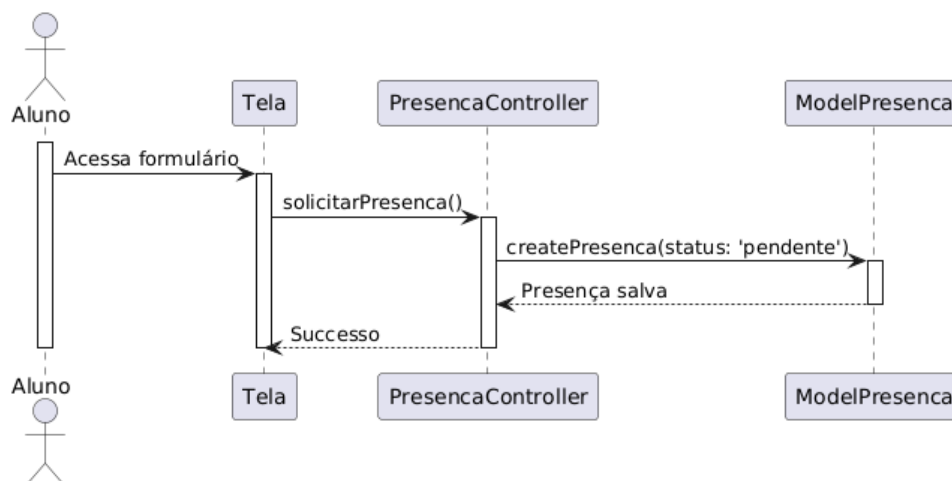 Aluno
Tela
PresencaController
ModelPresenca
Acessa formulário
solicitarPresenca()
createPresenca(status: 'pendente')
Presença salva
Successo
Aluno
Tela
PresencaController
ModelPresenca